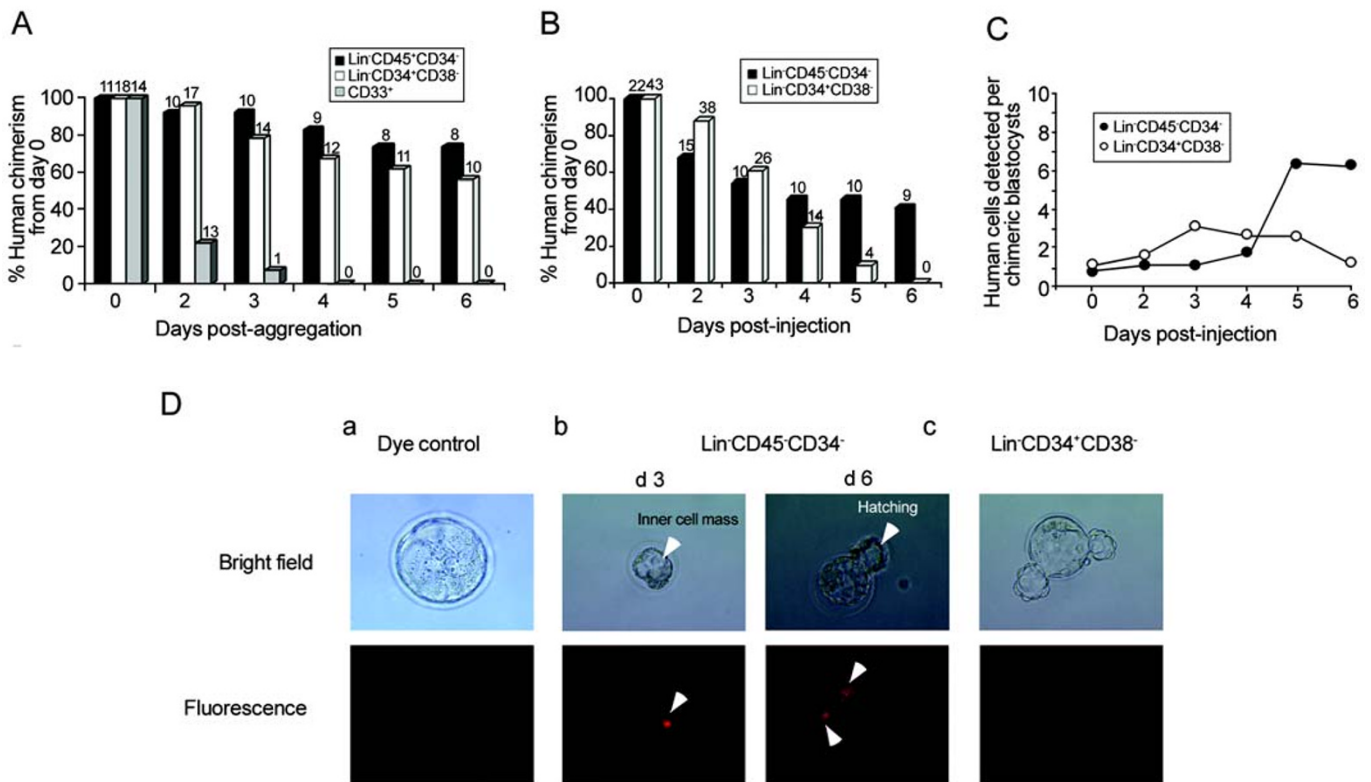 A
Lin⁻CD45⁺CD34⁻
Lin⁻CD34⁺CD38⁻
CD33⁺
% Human chimerism
from day 0
100
80
60
40
20
0
11 18 14
10 17 13
10 14 1
9 12 0
8 11 0
8 10 0
0 2 3 4 5 6
Days post-aggregation
B
Lin⁻CD45⁻CD34⁻
Lin⁻CD34⁺CD38⁻
% Human chimerism
from day 0
100
80
60
40
20
0
22 43
15 38
10 26
10 14
10 4
9 0
0 2 3 4 5 6
Days post-injection
C
Lin⁻CD45⁻CD34⁻
Lin⁻CD34⁺CD38⁻
Human cells detected per
chimeric blastocysts
10
8
6
4
2
0
0 2 3 4 5 6
Days post-injection
D
a b c
Dye control Lin⁻CD45⁻CD34⁻ Lin⁻CD34⁺CD38⁻
d 3 d 6
Bright field
Inner cell mass
Hatching
Fluorescence